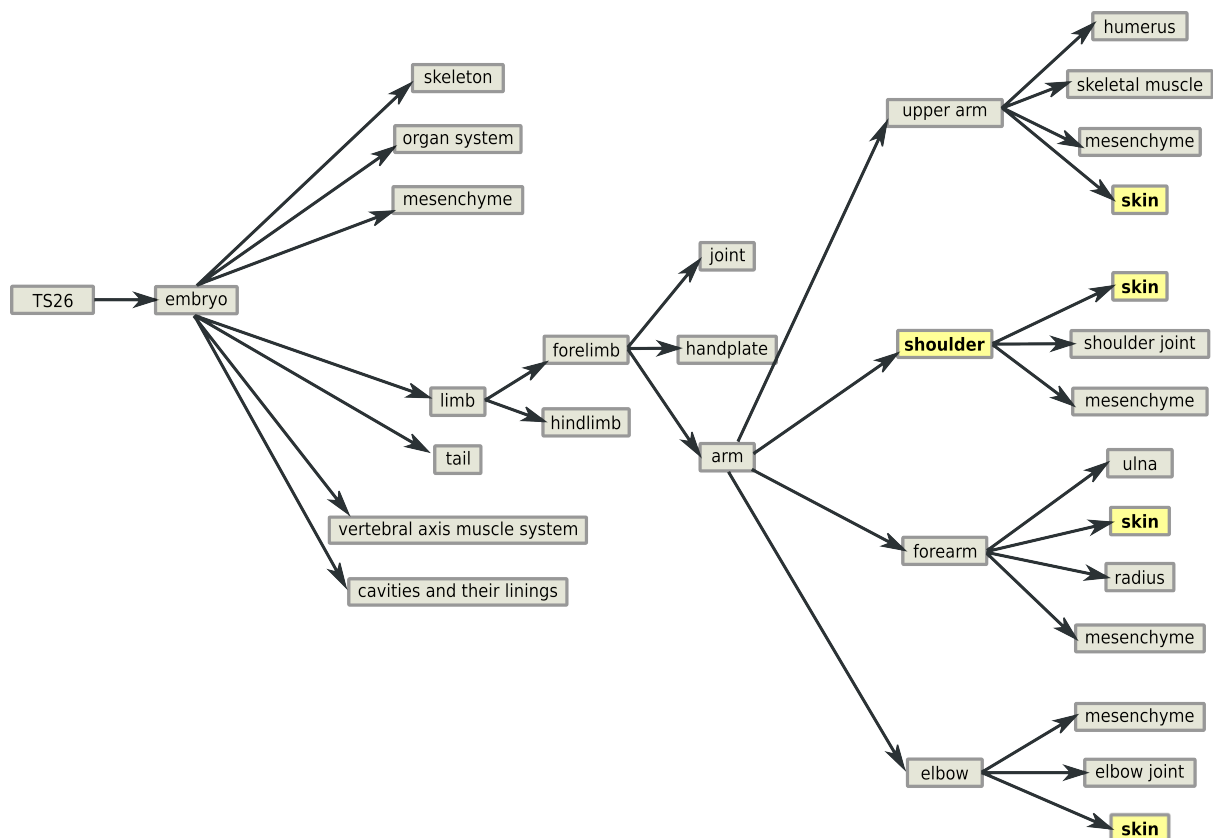 TS26
embryo
skeleton
organ system
mesenchyme
limb
tail
vertebral axis muscle system
cavities and their linings
forelimb
hindlimb
joint
handplate
arm
upper arm
humerus
skeletal muscle
mesenchyme
skin
shoulder
skin
shoulder joint
mesenchyme
forearm
ulna
skin
radius
mesenchyme
elbow
mesenchyme
elbow joint
skin